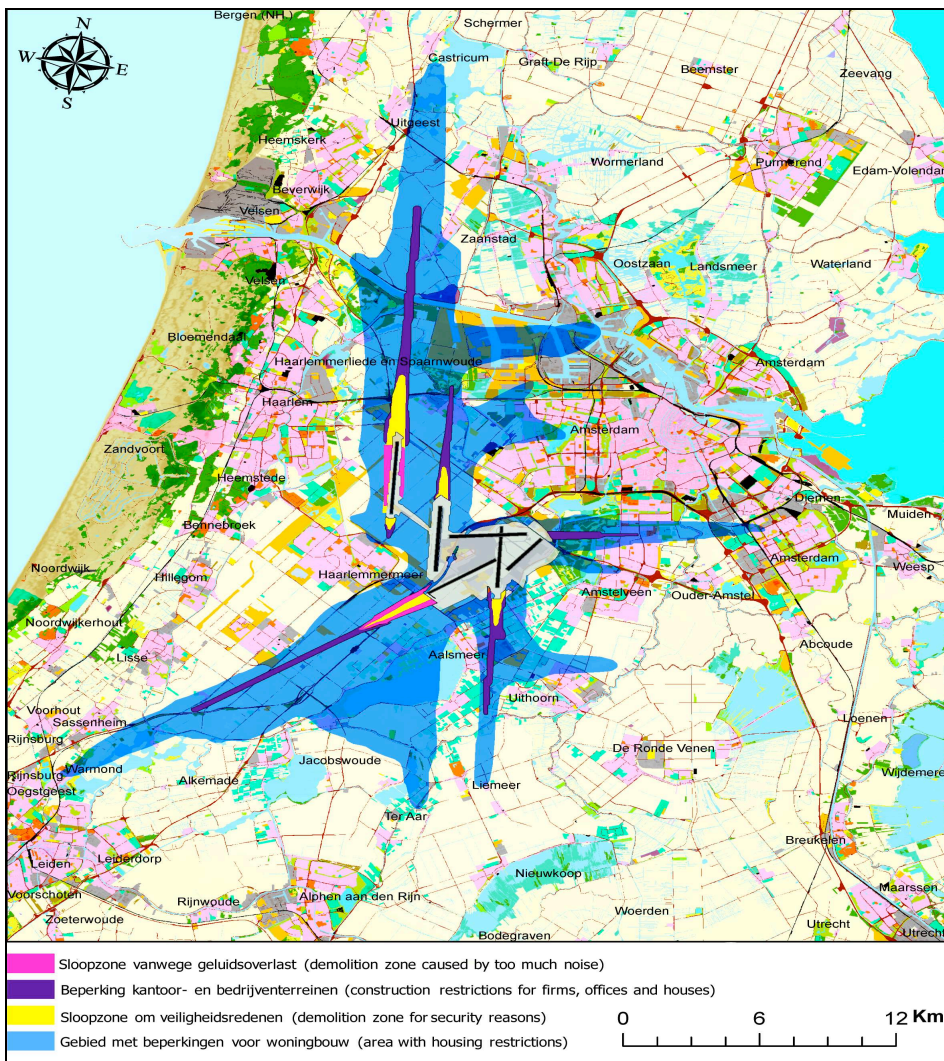 Bergen (NH.)
Schermer
N
W
E
S
Castricum
Graft-De Rijp
Beemster
Zeevang
Uitgeest
Heemskerk
Wormerland
Purmerend
Edam-Volendam
Beverwijk
Velsen
Zaanstad
Oostzaan
Landsmeer
Waterland
Velsen
Bloemendaal
Haarlemmerliede en Spaarnwoude
Amsterdam
Haarlem
Amsterdam
Zandvoort
Heemstede
Diemen
Bennebroek
Muiden
Amsterdam
Weesp
Noordwijk
Hillegom
Haarlemmermeer
Amstelveen
Ouder-Amstel
Noordwijkerhout
Abcoude
Lisse
Aalsmeer
Uithoorn
Voorhout
Sassenheim
Loenen
Rijnsburg
De Ronde Venen
Jacobswoude
Warmond
Rijnsburg
Alkemade
Wijdemere
Oegstgeest
Liemeer
Ter Aar
Breukelen
Leiden
Leiderdorp
Nieuwkoop
Maarssen
Voorschoten
Rijnwoude
Alphen aan den Rijn
Woerden
Zoeterwoude
Utrecht
Bodegraven
Utrecht
Sloopzone vanwege geluidsoverlast (demolition zone caused by too much noise)
Beperking kantoor- en bedrijventerreinen (construction restrictions for firms, offices and houses)
Sloopzone om veiligheidsredenen (demolition zone for security reasons)
Gebied met beperkingen voor woningbouw (area with housing restrictions)
0 6 12 Km